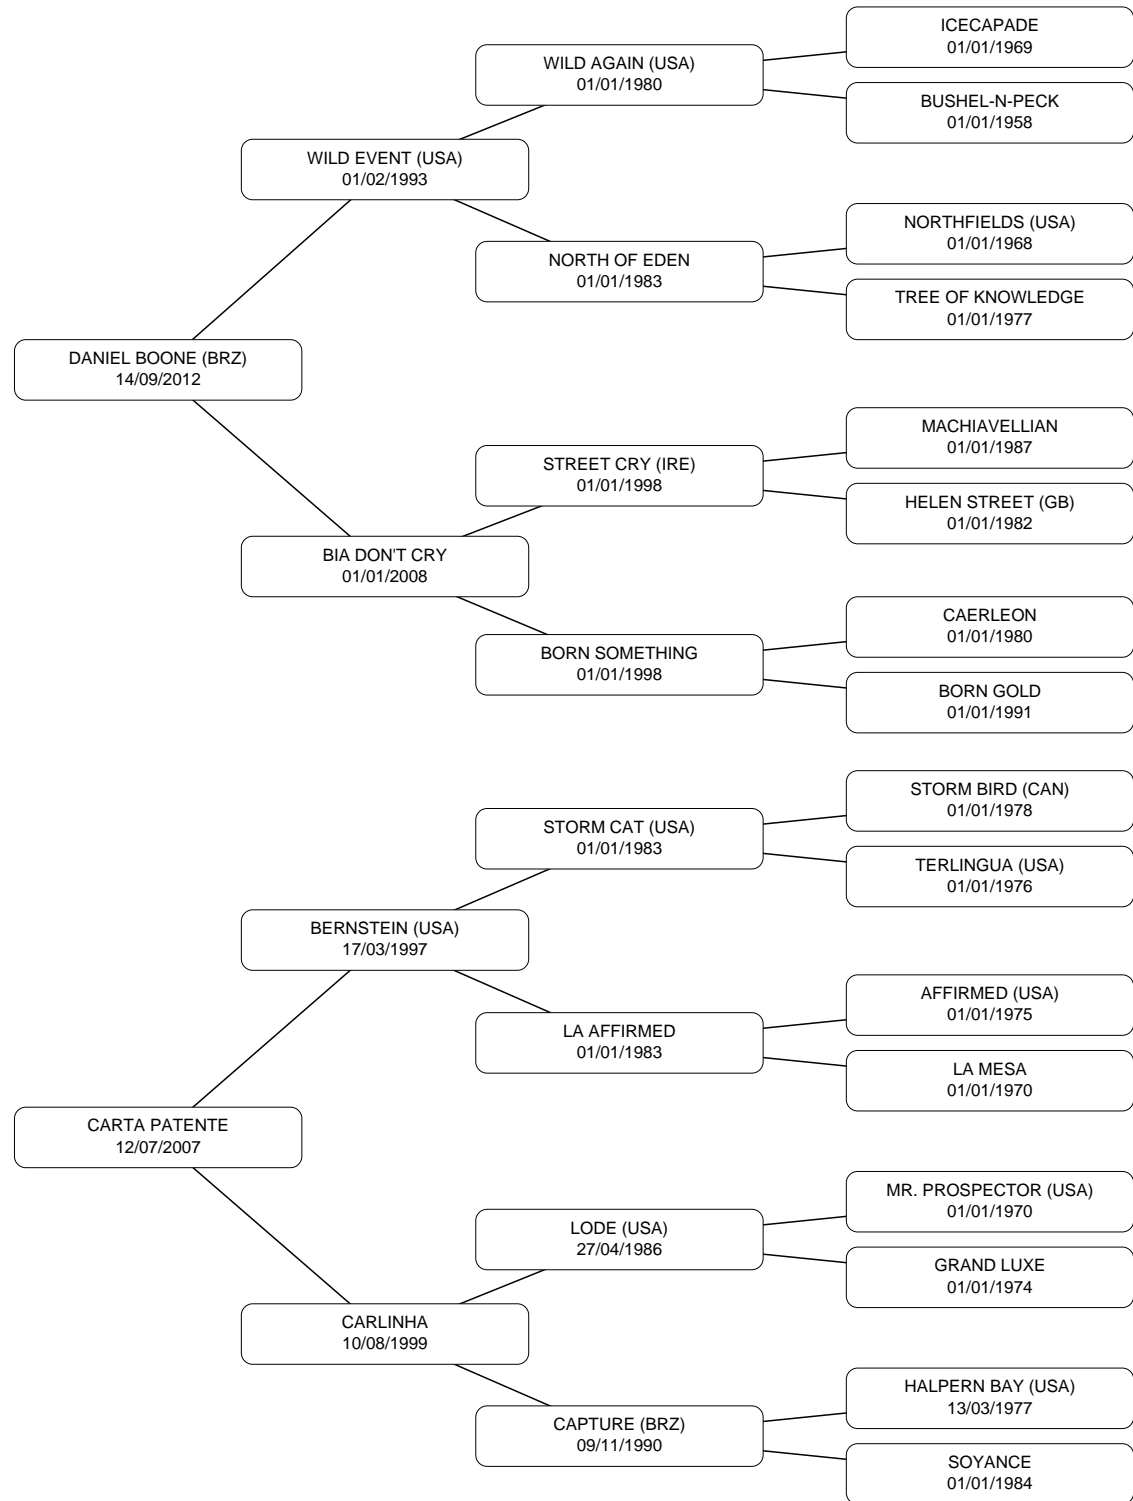 ICECAPADE
01/01/1969
WILD AGAIN (USA)
01/01/1980
BUSHEL-N-PECK
01/01/1958
WILD EVENT (USA)
01/02/1993
NORTHFIELDS (USA)
01/01/1968
NORTH OF EDEN
01/01/1983
TREE OF KNOWLEDGE
01/01/1977
DANIEL BOONE (BRZ)
14/09/2012
MACHIAVELLIAN
01/01/1987
STREET CRY (IRE)
01/01/1998
HELEN STREET (GB)
01/01/1982
BIA DON'T CRY
01/01/2008
CAERLEON
01/01/1980
BORN SOMETHING
01/01/1998
BORN GOLD
01/01/1991
STORM BIRD (CAN)
01/01/1978
STORM CAT (USA)
01/01/1983
TERLINGUA (USA)
01/01/1976
BERNSTEIN (USA)
17/03/1997
AFFIRMED (USA)
01/01/1975
LA AFFIRMED
01/01/1983
LA MESA
01/01/1970
CARTA PATENTE
12/07/2007
MR. PROSPECTOR (USA)
01/01/1970
LODE (USA)
27/04/1986
GRAND LUXE
01/01/1974
CARLINHA
10/08/1999
HALPERN BAY (USA)
13/03/1977
CAPTURE (BRZ)
09/11/1990
SOYANCE
01/01/1984